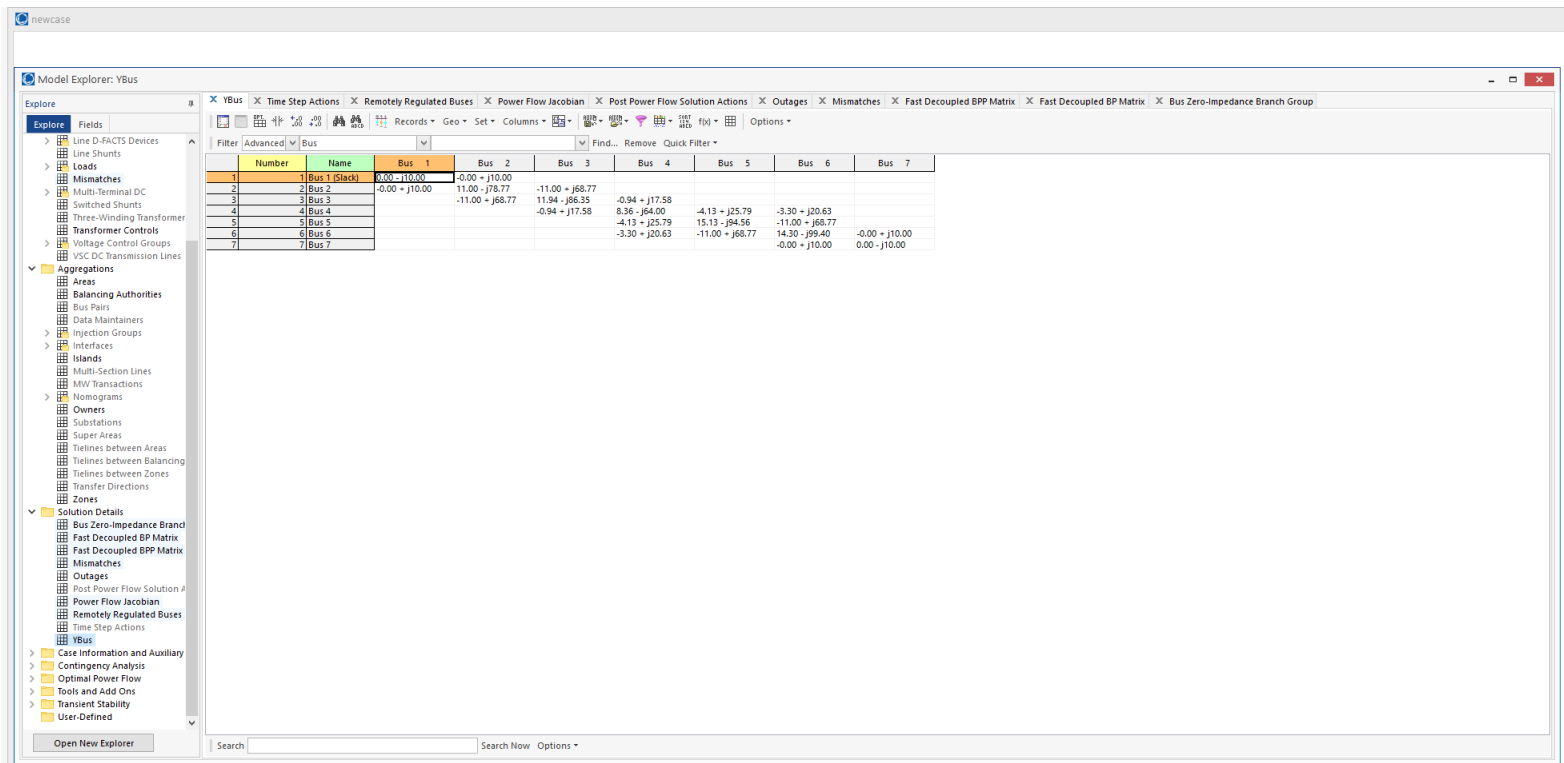 newcase
Model Explorer: YBus
Explore
Explore Fields
Line D-FACTS Devices
Line Shunts
Loads
Mismatches
Multi-Terminal DC
Switched Shunts
Three-Winding Transformer
Transformer Controls
Voltage Control Groups
VSC DC Transmission Lines
Aggregations
Areas
Balancing Authorities
Bus Pairs
Data Maintainers
Injection Groups
Interfaces
Islands
Multi-Section Lines
MW Transactions
Nomograms
Owners
Substations
Super Areas
Tielines between Areas
Tielines between Balancing
Tielines between Zones
Transfer Directions
Zones
Solution Details
Bus Zero-Impedance Branch
Fast Decoupled BP Matrix
Fast Decoupled BPP Matrix
Mismatches
Outages
Post Power Flow Solution A
Power Flow Jacobian
Remotely Regulated Buses
Time Step Actions
YBus
Case Information and Auxiliary
Contingency Analysis
Optimal Power Flow
Tools and Add Ons
Transient Stability
User-Defined
Open New Explorer
X YBus X Time Step Actions X Remotely Regulated Buses X Power Flow Jacobian X Post Power Flow Solution Actions X Outages X Mismatches X Fast Decoupled BPP Matrix X Fast Decoupled BP Matrix X Bus Zero-Impedance Branch Group
Records Geo Set Columns f(x) Options
Filter Advanced Bus Find... Remove Quick Filter
Number Name Bus 1 Bus 2 Bus 3 Bus 4 Bus 5 Bus 6 Bus 7
1 1 Bus 1 (Slack) 0.00 - j10.00 -0.00 + j10.00
2 2 Bus 2 -0.00 + j10.00 11.00 - j78.77 -11.00 + j68.77
3 3 Bus 3 -11.00 + j68.77 11.94 - j86.35 -0.94 + j17.58
4 4 Bus 4 -0.94 + j17.58 8.36 - j64.00 -4.13 + j25.79 -3.30 + j20.63
5 5 Bus 5 -4.13 + j25.79 15.13 - j94.56 -11.00 + j68.77
6 6 Bus 6 -3.30 + j20.63 -11.00 + j68.77 14.30 - j99.40 -0.00 + j10.00
7 7 Bus 7 -0.00 + j10.00 0.00 - j10.00
Search Search Now Options